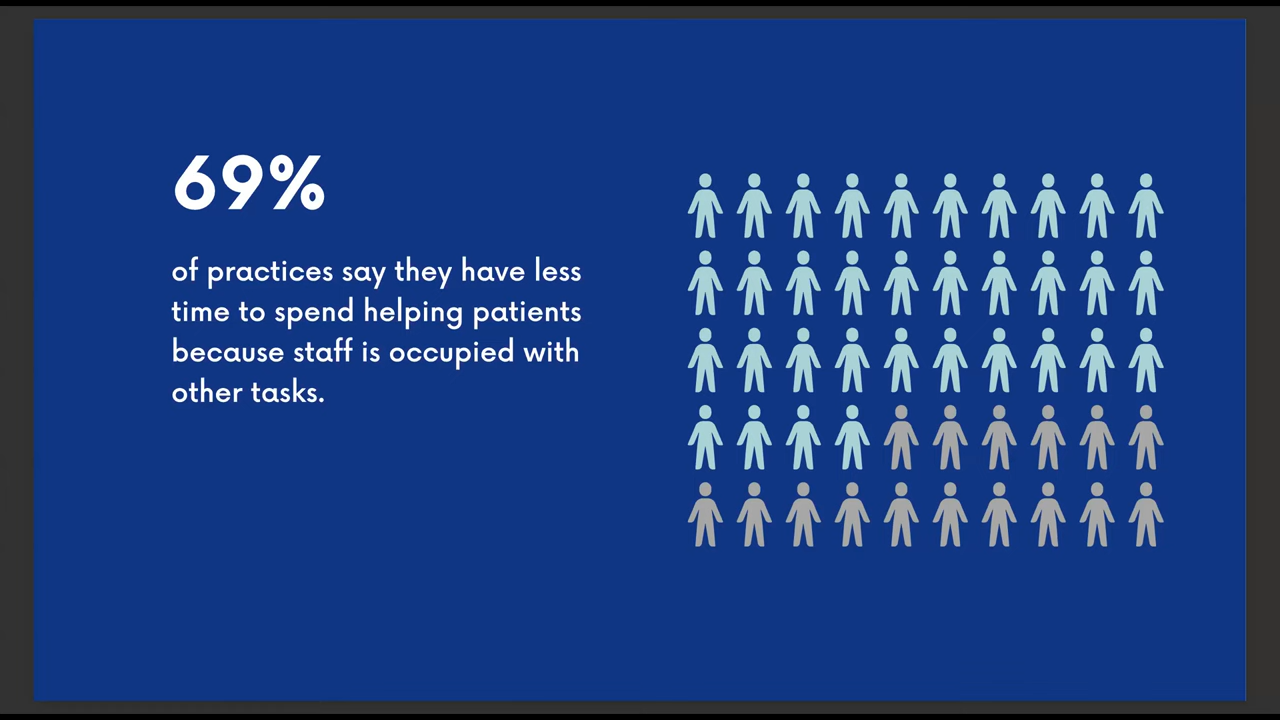 69%
of practices say they have less
time to spend helping patients
because staff is occupied with
other tasks.